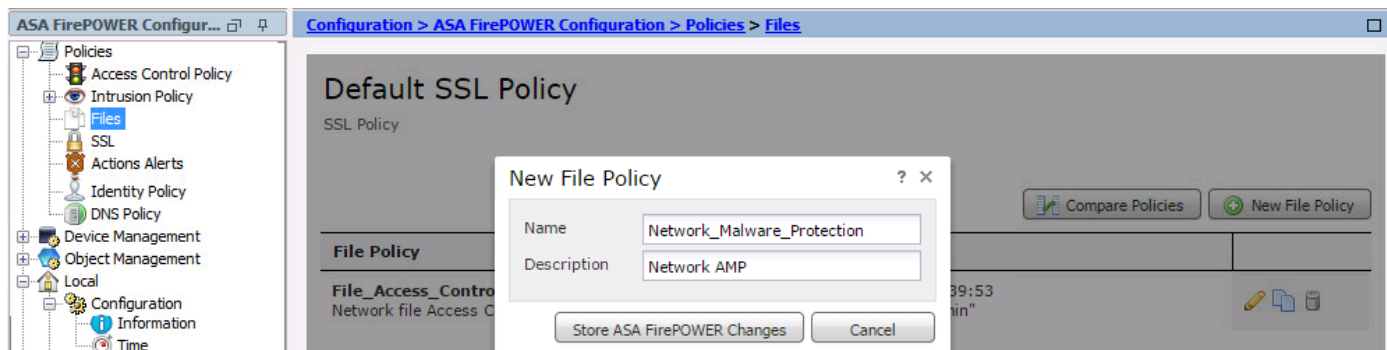 ASA FirePOWER Configur...
Configuration > ASA FirePOWER Configuration > Policies > Files
Policies
Access Control Policy
Intrusion Policy
Files
SSL
Actions Alerts
Identity Policy
DNS Policy
Device Management
Object Management
Local
Configuration
Information
Time
Default SSL Policy
SSL Policy
Compare Policies
New File Policy
File Policy
File_Access_Contro
39:53
Network file Access C
in"
New File Policy ? ×
Name Network_Malware_Protection
Description Network AMP
Store ASA FirePOWER Changes Cancel